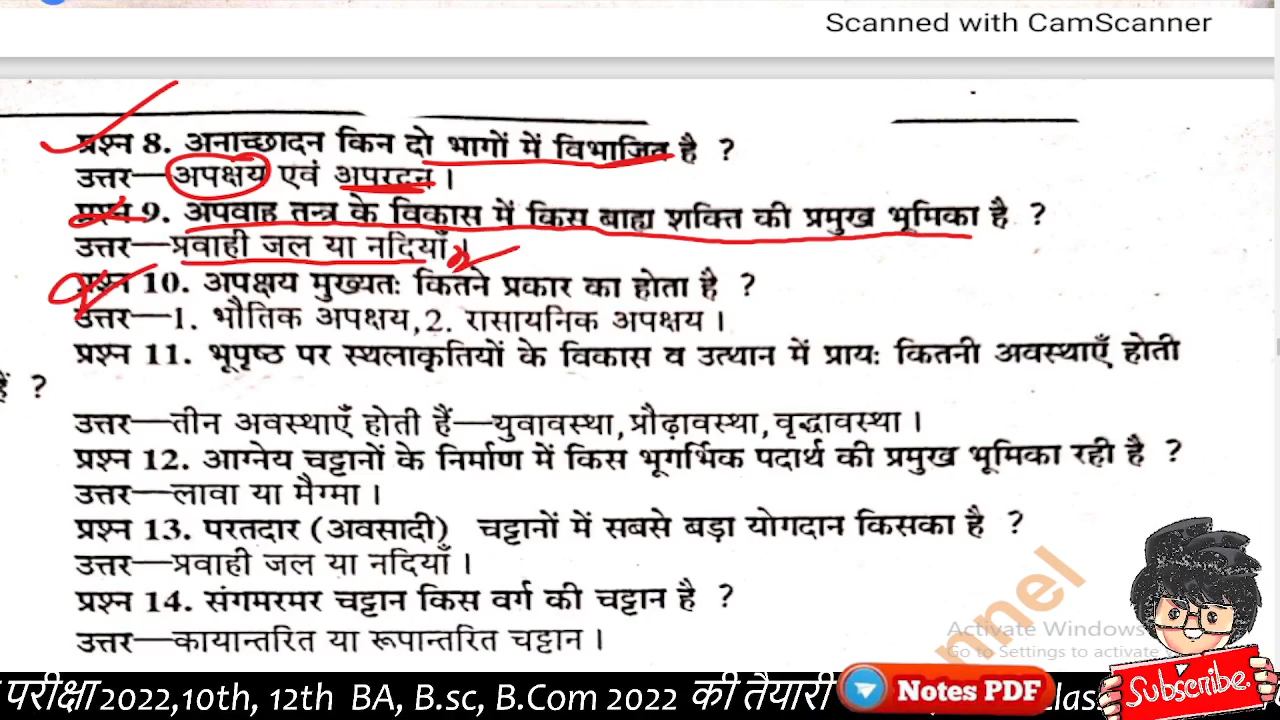 Scanned with CamScanner
प्रश्न 8. अनाच्छादन किन दो भागों में विभाजित है ?
उत्तर—अपक्षय एवं अपरदन ।
प्रश्न 9. अपवाह तन्त्र के विकास में किस बाह्य शक्ति की प्रमुख भूमिका है ?
उत्तर—प्रवाही जल या नदियाँ ।
प्रश्न 10. अपक्षय मुख्यतः कितने प्रकार का होता है ?
उत्तर—1. भौतिक अपक्षय, 2. रासायनिक अपक्षय ।
प्रश्न 11. भूपृष्ठ पर स्थलाकृतियों के विकास व उत्थान में प्रायः कितनी अवस्थाएँ होती
हैं ?
उत्तर—तीन अवस्थाएँ होती हैं—युवावस्था, प्रौढ़ावस्था, वृद्धावस्था ।
प्रश्न 12. आग्नेय चट्टानों के निर्माण में किस भूगर्भिक पदार्थ की प्रमुख भूमिका रही है ?
उत्तर—लावा या मैग्मा ।
प्रश्न 13. परतदार (अवसादी) चट्टानों में सबसे बड़ा योगदान किसका है ?
उत्तर—प्रवाही जल या नदियाँ ।
प्रश्न 14. संगमरमर चट्टान किस वर्ग की चट्टान है ?
उत्तर—कायान्तरित या रूपान्तरित चट्टान ।
nnel
Activate Windows
Go to Settings to activate
परीक्षा 2022,10th, 12th BA, B.sc, B.Com 2022 की तैयारी
Notes PDF
Subscribe.